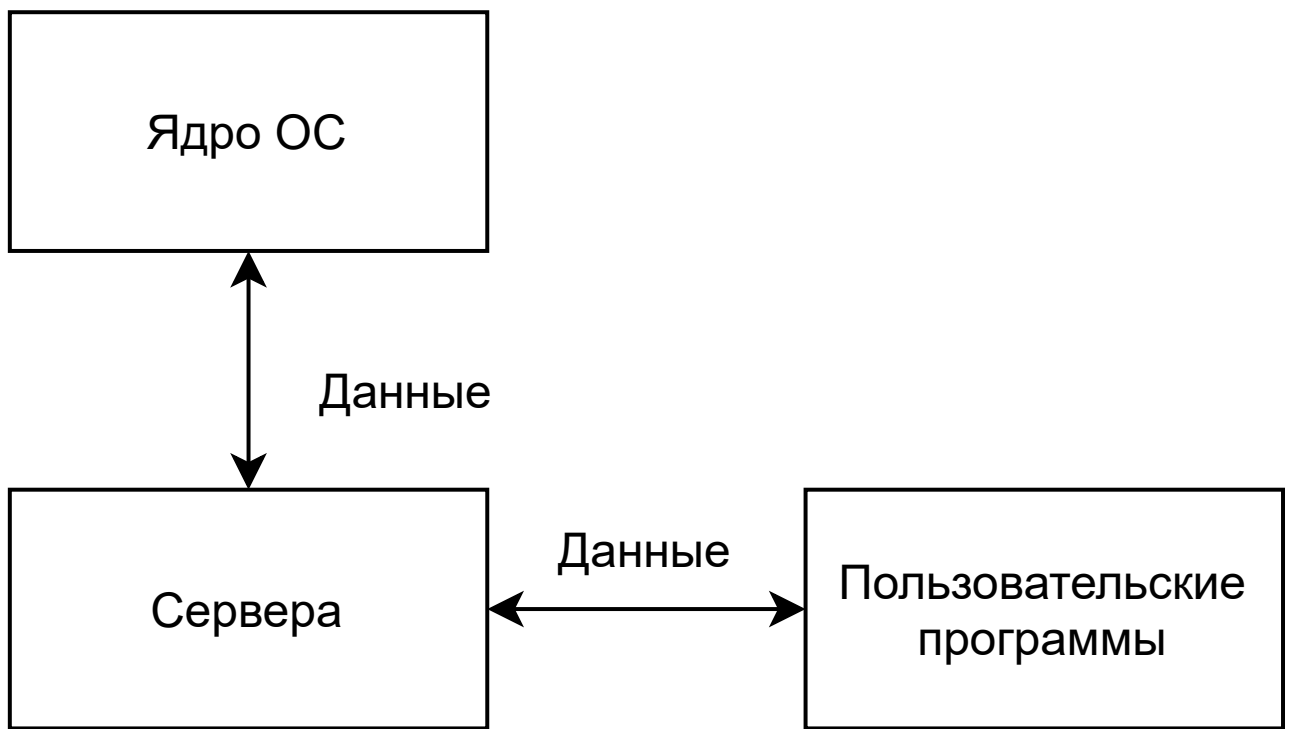 Ядро ОС
Данные
Данные
Сервера
Пользовательские
программы